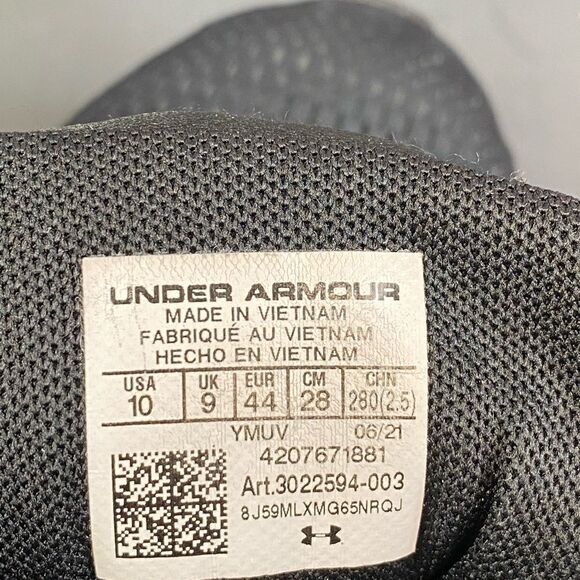 UNDER ARMOUR
MADE IN VIETNAM
FABRIQUÉ AU VIETNAM
HECHO EN VIETNAM
USA UK EUR CM CHN
10 9 44 28 280(2.5)
YMUV 06/21
4207671881
Art.3022594-003
8J59MLXMG65NRQJ